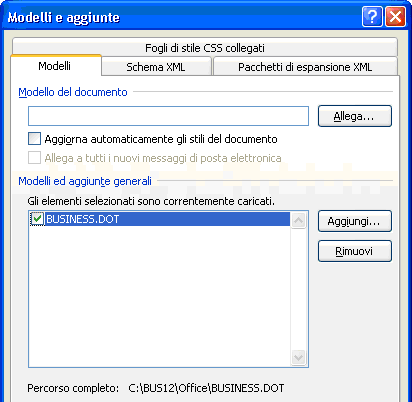 Modelli e aggiunte
Fogli di stile CSS collegati
Modelli Schema XML Pacchetti di espansione XML
Modello del documento
Allega...
Aggiorna automaticamente gli stili del documento
Allega a tutti i nuovi messaggi di posta elettronica
Modelli ed aggiunte generali
Gli elementi selezionati sono correntemente caricati.
BUSINESS.DOT
Aggiungi...
Rimuovi
Percorso completo: C:\BUS12\Office\BUSINESS.DOT